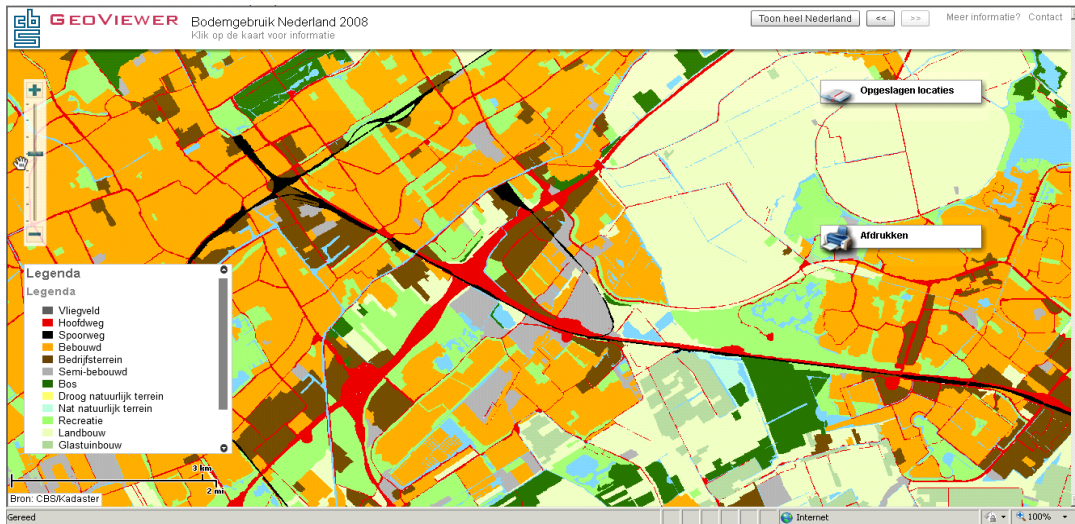 cbs GEOVIEWER Bodemgebruik Nederland 2008
Klik op de kaart voor informatie
Toon heel Nederland << >> Meer informatie? Contact
Opgeslagen locaties
Afdrukken
Legenda
Legenda
Vliegveld
Hoofdweg
Spoorweg
Bebouwd
Bedrijfsterrein
Semi-bebouwd
Bos
Droog natuurlijk terrein
Nat natuurlijk terrein
Recreatie
Landbouw
Glastuinbouw
3 km
2 mi
Bron: CBS/Kadaster
Gereed Internet 100%